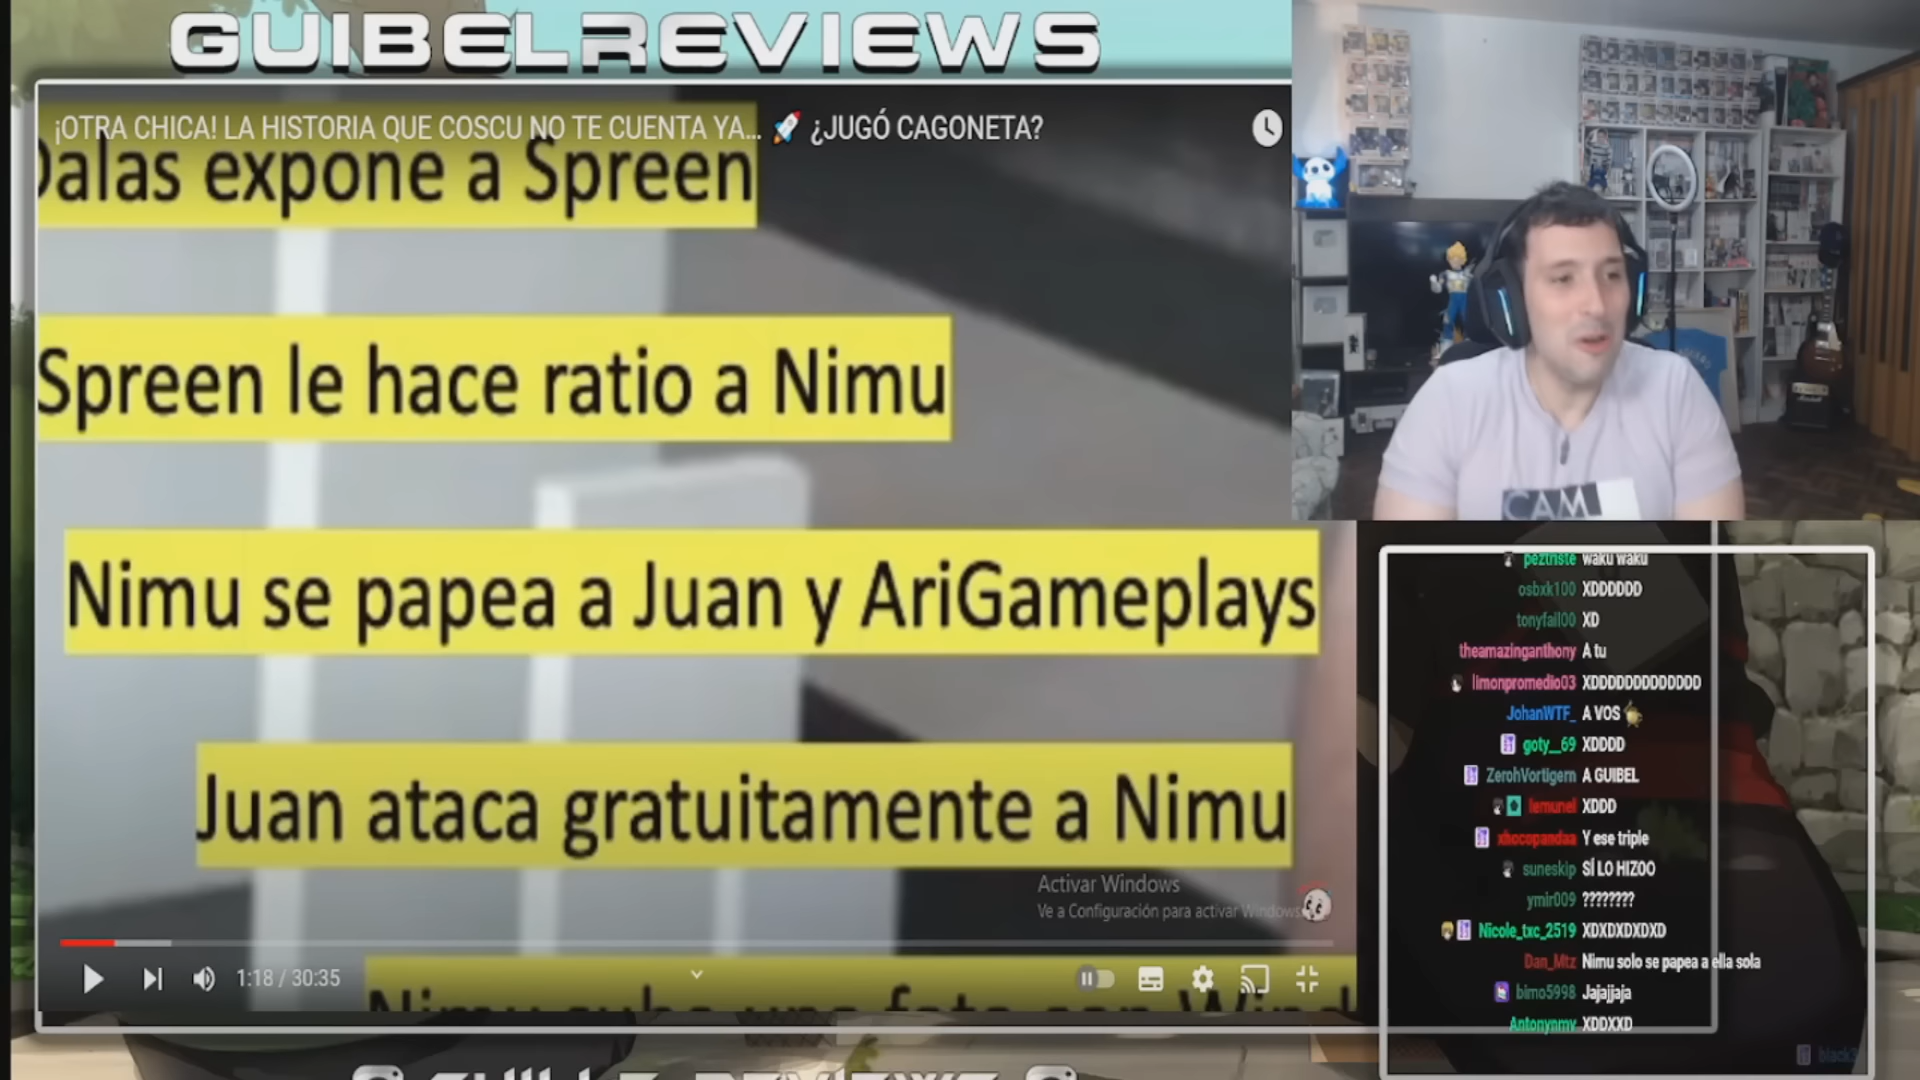 GUIBELREVIEWS
¡OTRA CHICA! LA HISTORIA QUE COSCU NO TE CUENTA YA... 🚀 ¿JUGÓ CAGONETA?
Dalas expone a Spreen
Spreen le hace ratio a Nimu
Nimu se papea a Juan y AriGameplays
Juan ataca gratuitamente a Nimu
Activar Windows
Ve a Configuración para activar Windows.
1:18 / 30:35
CAM
peztriste waku waku
osbxk100 XDDDDDD
tonyfail00 XD
theamazinganthony A tu
limonpromedio03 XDDDDDDDDDDDDD
JohanWTF_ A VOS
goty__69 XDDDD
ZerohVortigern A GUIBEL
lemunel XDDD
xhocopandaa Y ese triple
suneskip SÍ LO HIZOO
ymir009 ????????
Nicole_txc_2519 XDXDXDXDXD
Dan_Mtz Nimu solo se papea a ella sola
bimo5998 Jajajjaja
Antonynmv XDDXXD